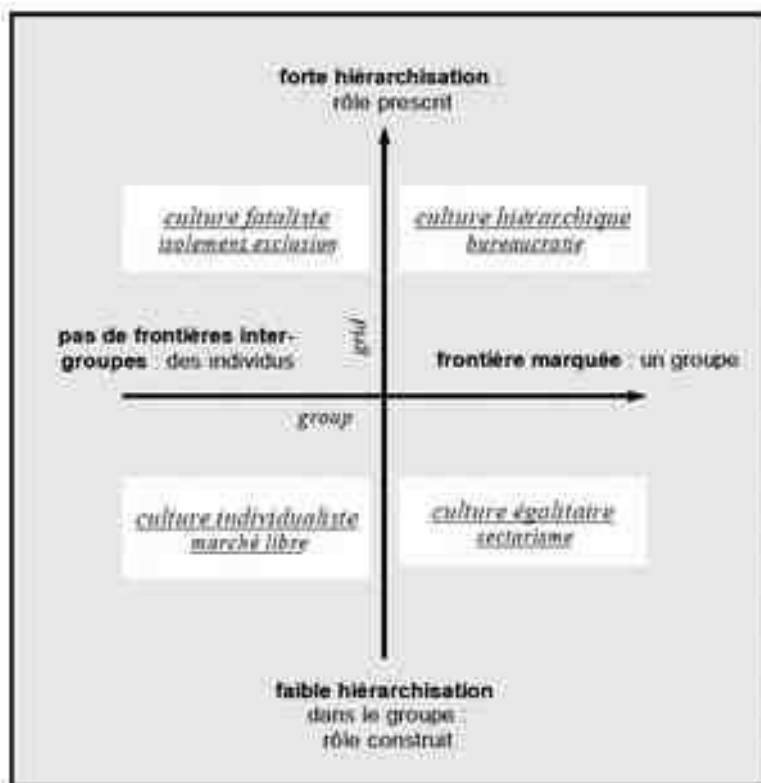 forte hiérarchisation :
rôle prescrit
culture fataliste
isolement exclusion
culture hiérarchique
bureaucratie
grid
pas de frontières inter-
groupes : des individus
frontière marquée : un groupe
group
culture individualiste
marché libre
culture égalitaire
sectarisme
faible hiérarchisation
dans le groupe :
rôle construit